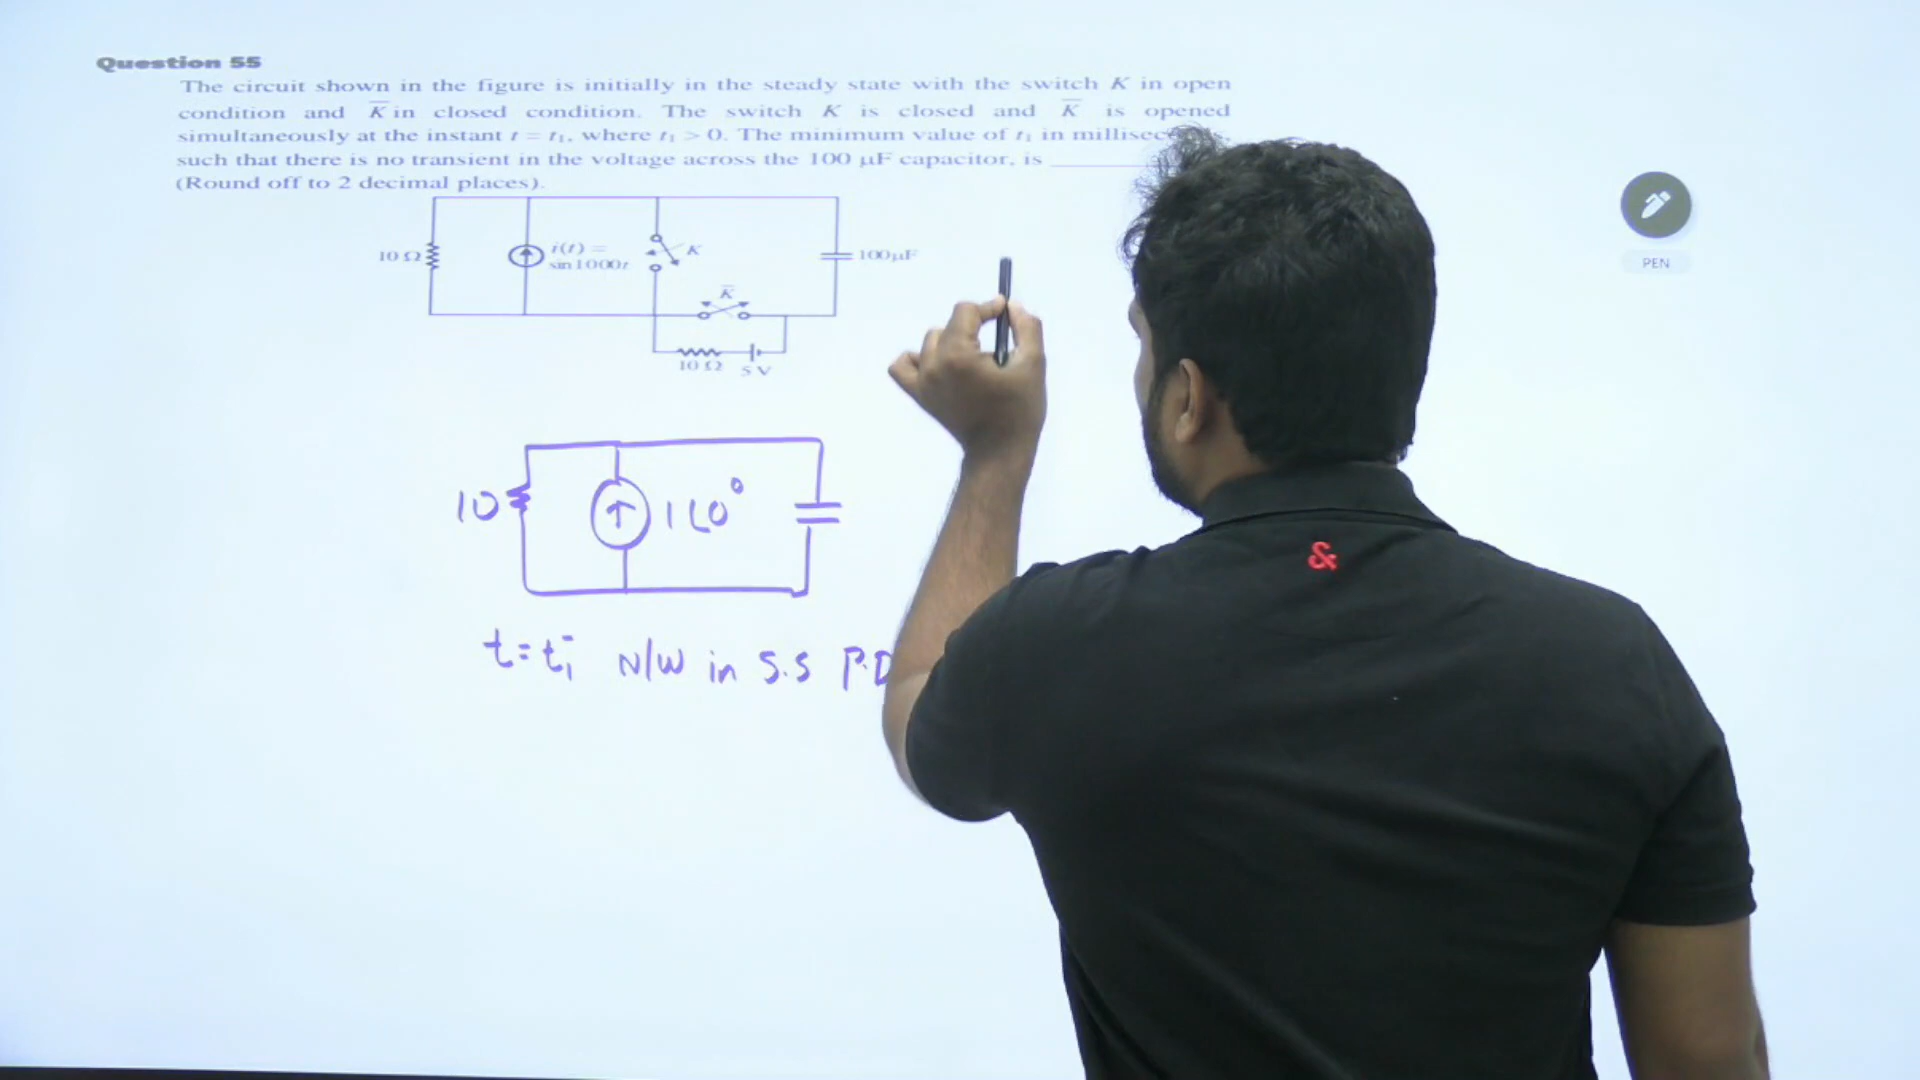 Question 55
The circuit shown in the figure is initially in the steady state with the switch K in open
condition and K̅ in closed condition. The switch K is closed and K̅ is opened
simultaneously at the instant t = t₁, where t₁ > 0. The minimum value of t₁ in
such that there is no transient in the voltage across the 100 μF capacitor, is ________
(Round off to 2 decimal places).
10 Ω
i(t) =
sin1000t
K
100μF
K̅
10 Ω 5 V
PEN
10
1∠0°
&
t=t₁⁻ N/W in S.S P.D